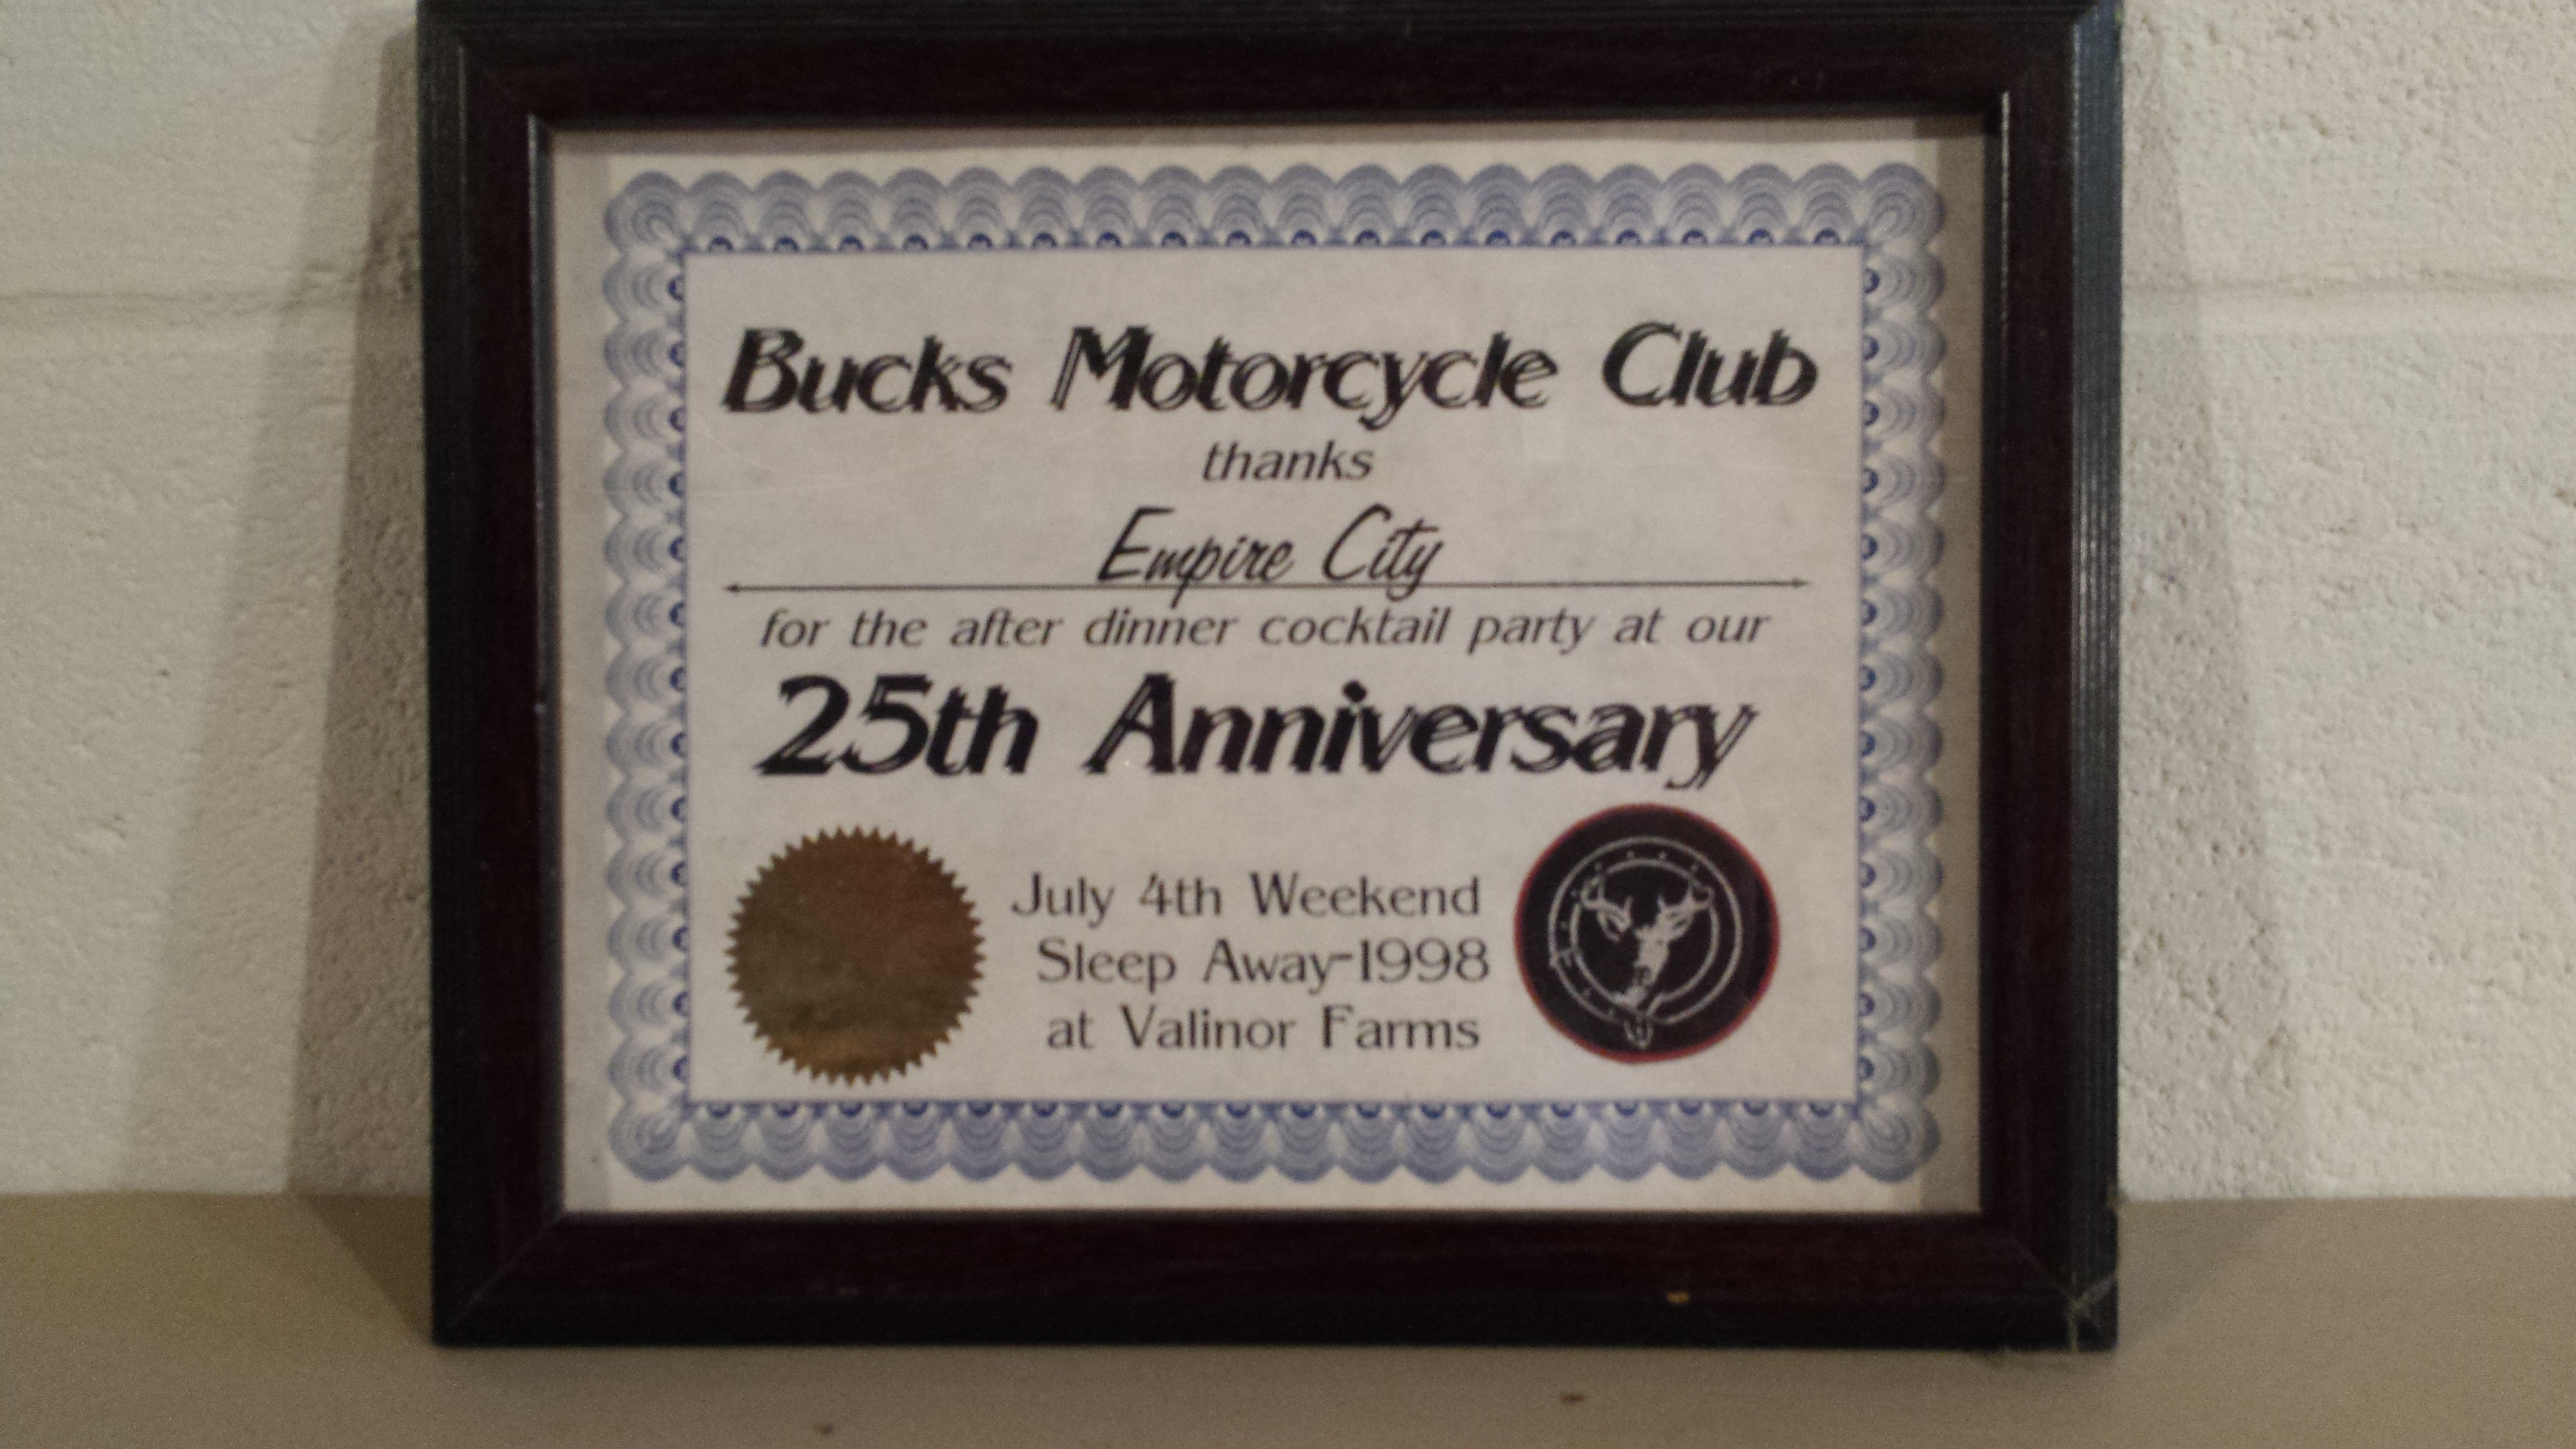 Bucks Motorcycle Club
thanks
Empire City
for the after dinner cocktail party at our
25th Anniversary
July 4th Weekend
Sleep Away-1998
at Valinor Farms